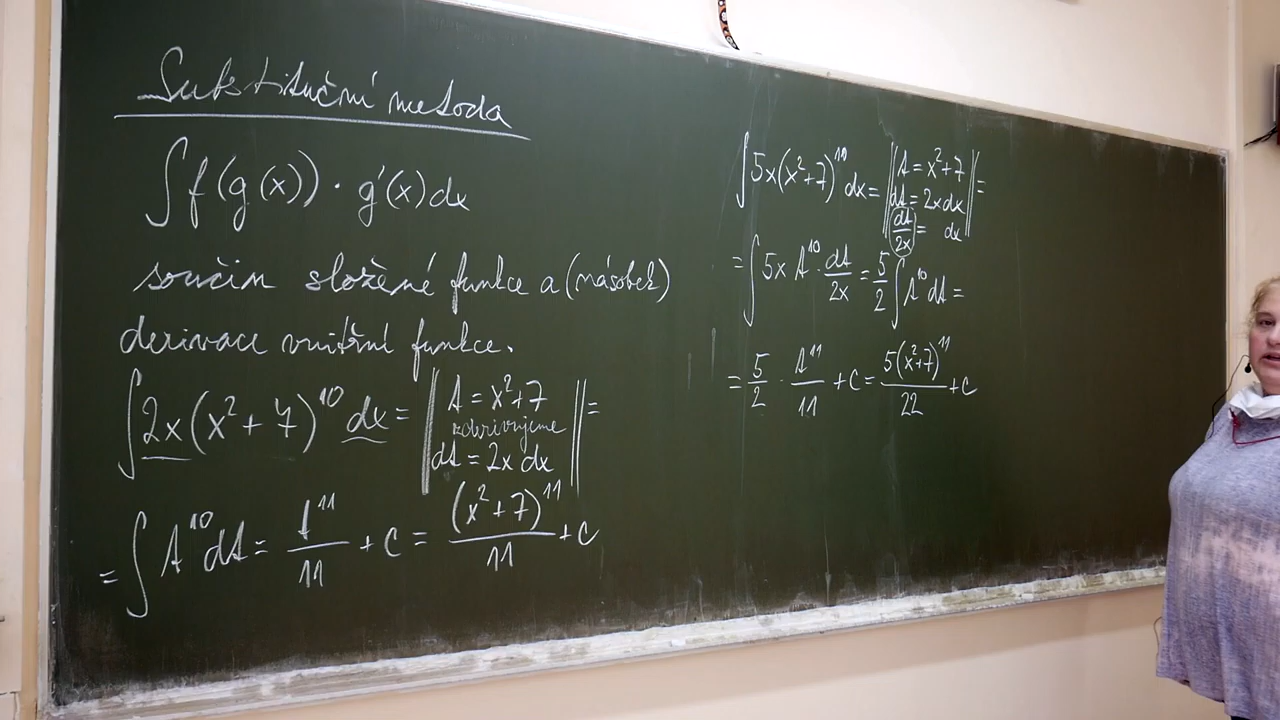 Substituční metoda
∫ f(g(x)) · g'(x) dx
součin složené funkce a (násobek)
derivace vnitřní funkce.
∫ 2x (x² + 7)¹⁰ dx = || t = x² + 7
zderivujeme
dt = 2x dx || =
= ∫ t¹⁰ dt = t¹¹/11 + c = (x² + 7)¹¹/11 + c
∫ 5x(x²+7)¹⁰ dx = || t = x² + 7
dt = 2x dx
dt/2x = dx || =
= ∫ 5x t¹⁰ · dt/2x = 5/2 ∫ t¹⁰ dt =
= 5/2 · t¹¹/11 + c = 5(x²+7)¹¹/22 + c